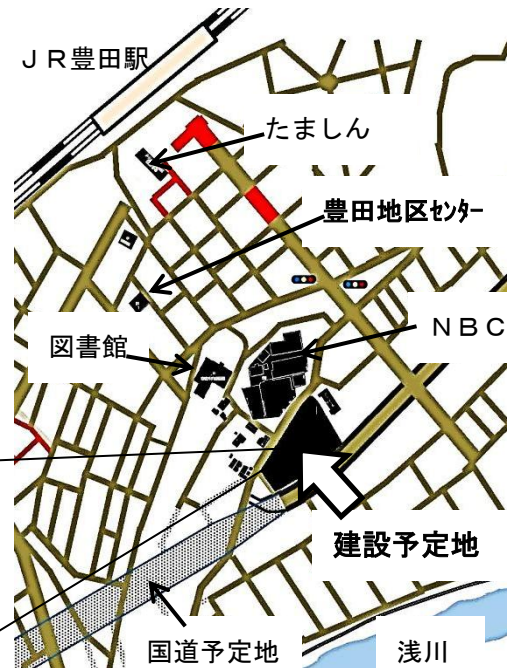 ＪＲ豊田駅
たましん
豊田地区ｾﾝﾀｰ
ＮＢＣ
図書館
建設予定地
国道予定地
浅川